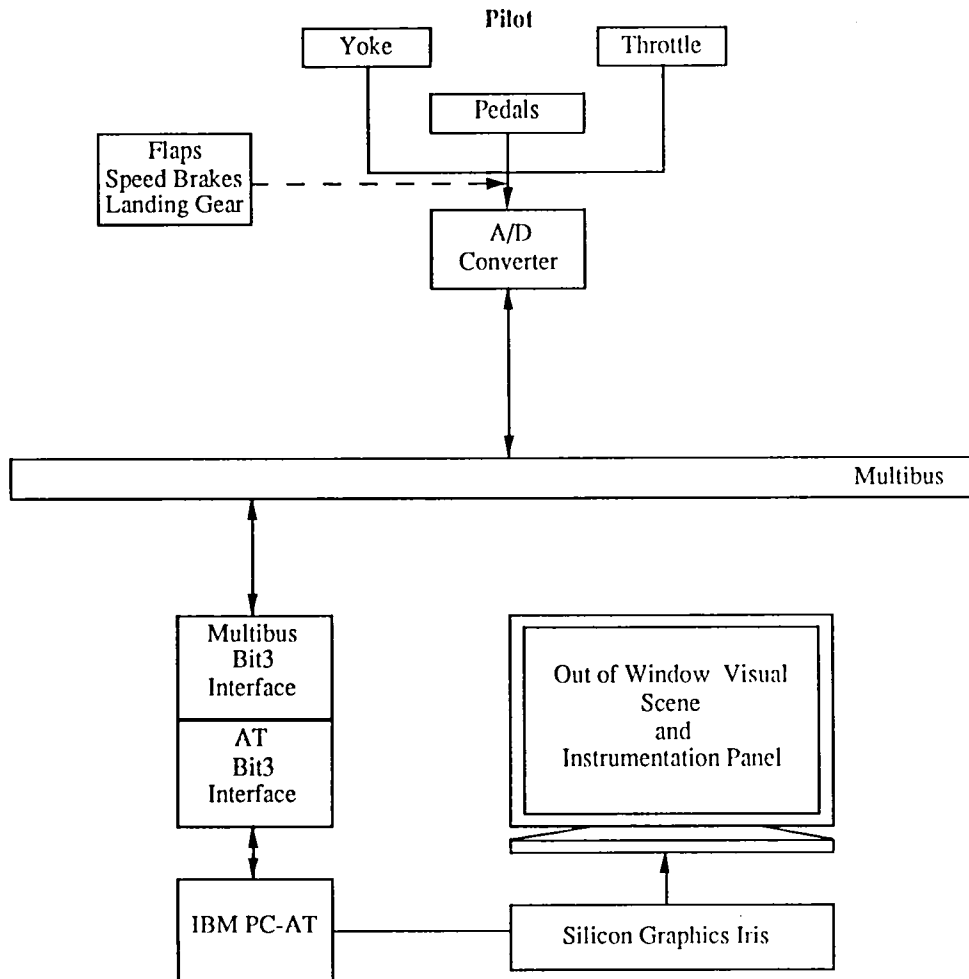 Pilot
Yoke
Throttle
Pedals
Flaps
Speed Brakes
Landing Gear
A/D
Converter
Multibus
Multibus
Bit3
Interface
AT
Bit3
Interface
Out of Window Visual
Scene
and
Instrumentation Panel
IBM PC-AT
Silicon Graphics Iris